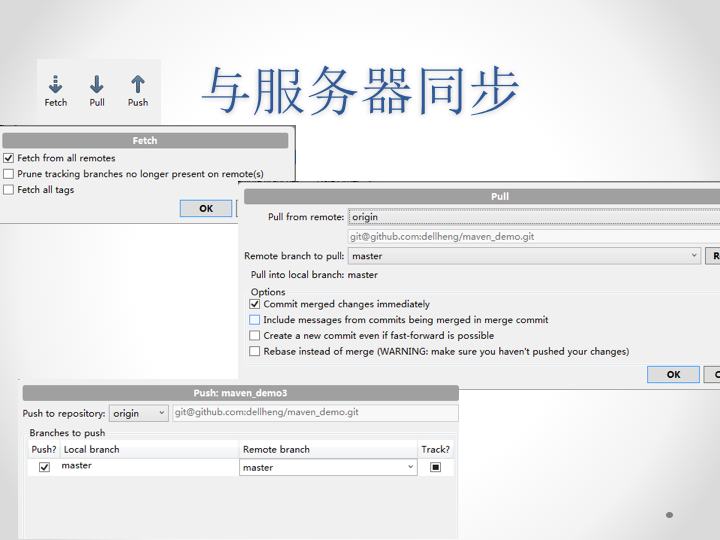 与服务器同步
Fetch Pull Push
Fetch
Fetch from all remotes
Prune tracking branches no longer present on remote(s)
Fetch all tags
OK
Pull
Pull from remote: origin
git@github.com:dellheng/maven_demo.git
Remote branch to pull: master
Pull into local branch: master
Options
Commit merged changes immediately
Include messages from commits being merged in merge commit
Create a new commit even if fast-forward is possible
Rebase instead of merge (WARNING: make sure you haven't pushed your changes)
OK
Push: maven_demo3
Push to repository: origin git@github.com:dellheng/maven_demo.git
Branches to push
Push? Local branch Remote branch Track?
master master